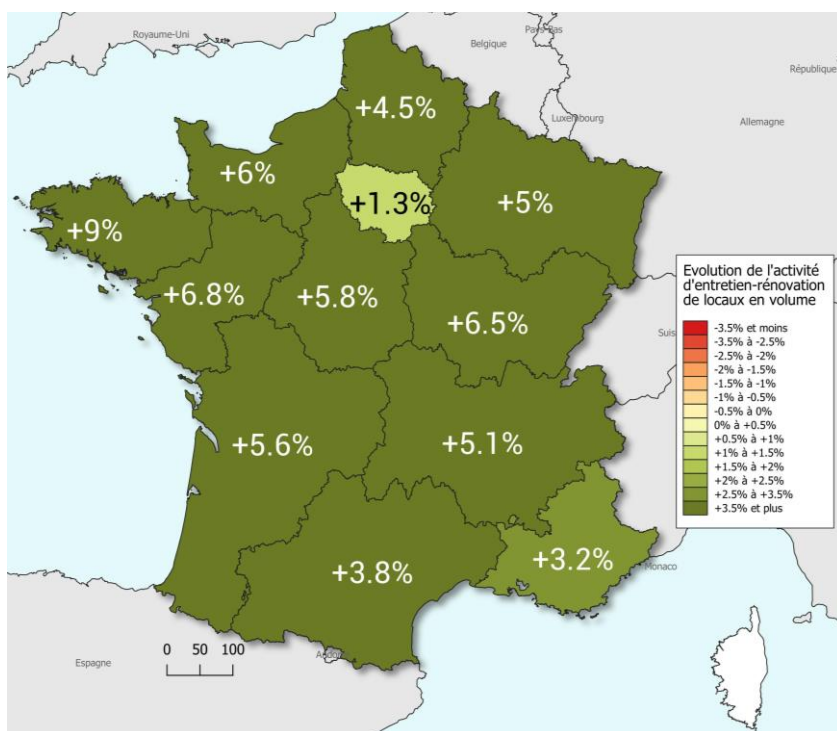 Royaume-Uni
Pays-Bas
Belgique
République
Luxembourg
Allemagne
+4.5%
+6%
+1.3%
+5%
+9%
+6.8%
+5.8%
+6.5%
Suis
+5.6%
+5.1%
+3.8%
+3.2%
Monaco
Espagne
0 50 100
Evolution de l'activité
d'entretien-rénovation
de locaux en volume
-3.5% et moins
-3.5% à -2.5%
-2.5% à -2%
-2% à -1.5%
-1.5% à -1%
-1% à -0.5%
-0.5% à 0%
0% à +0.5%
+0.5% à +1%
+1% à +1.5%
+1.5% à +2%
+2% à +2.5%
+2.5% à +3.5%
+3.5% et plus